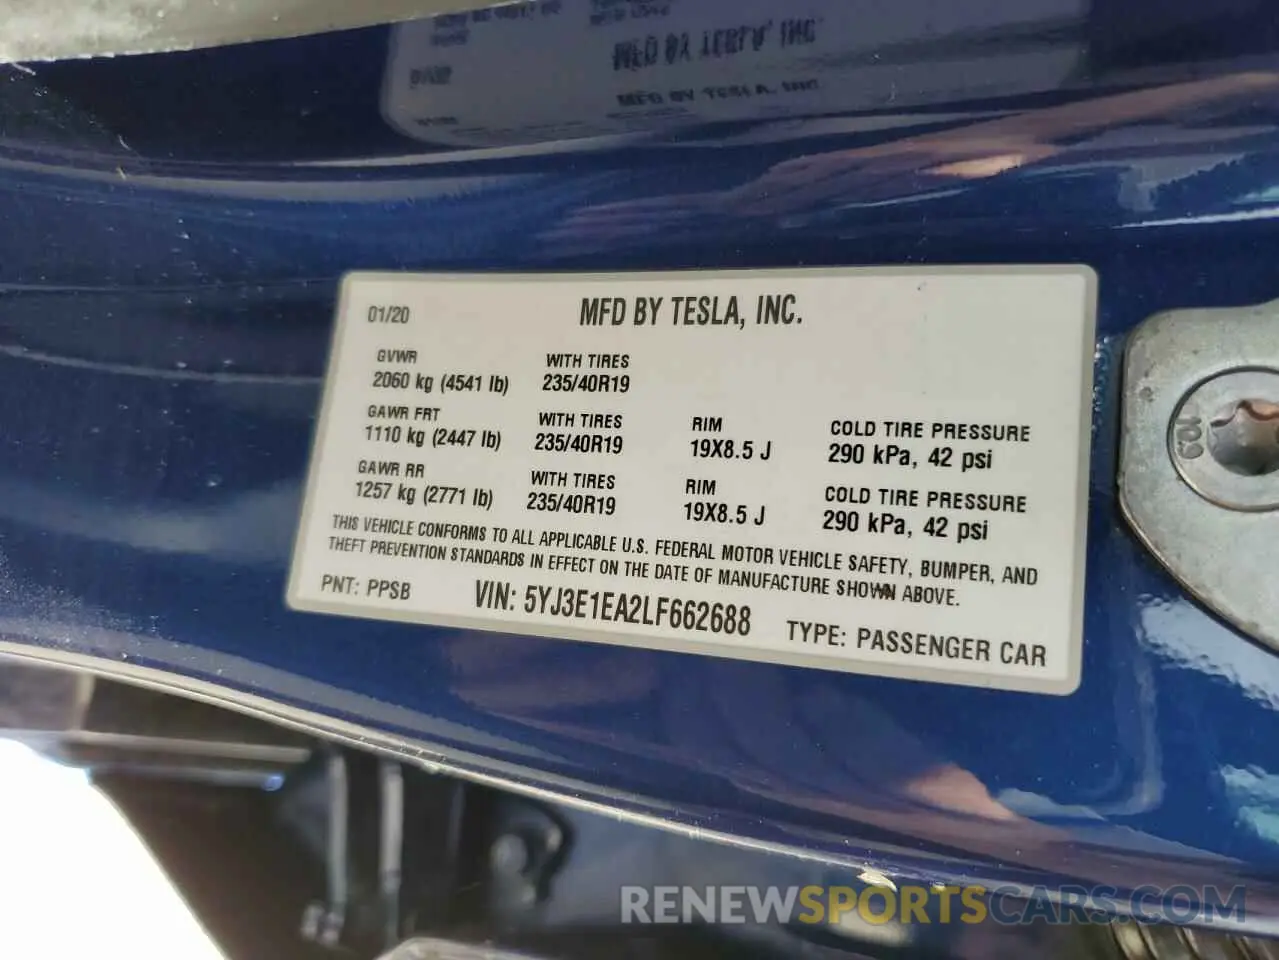 MFD BY TESLA, INC.
01/20 MFD BY TESLA, INC.
GVWR WITH TIRES
2060 kg (4541 lb) 235/40R19
GAWR FRT WITH TIRES RIM COLD TIRE PRESSURE
1110 kg (2447 lb) 235/40R19 19X8.5 J 290 kPa, 42 psi
GAWR RR WITH TIRES RIM COLD TIRE PRESSURE
1257 kg (2771 lb) 235/40R19 19X8.5 J 290 kPa, 42 psi
THIS VEHICLE CONFORMS TO ALL APPLICABLE U.S. FEDERAL MOTOR VEHICLE SAFETY, BUMPER, AND
THEFT PREVENTION STANDARDS IN EFFECT ON THE DATE OF MANUFACTURE SHOWN ABOVE.
PNT: PPSB VIN: 5YJ3E1EA2LF662688 TYPE: PASSENGER CAR
10.9
RENEWSPORTSCARS.COM